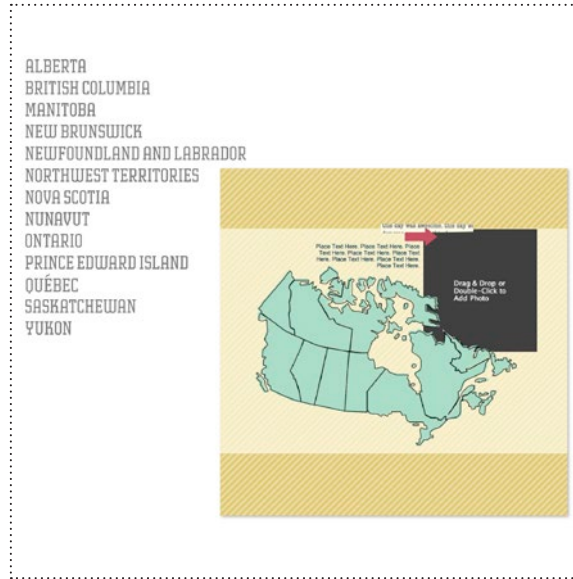 ALBERTA
BRITISH COLUMBIA
MANITOBA
NEW BRUNSWICK
NEWFOUNDLAND AND LABRADOR
NORTHWEST TERRITORIES
NOVA SCOTIA
NUNAVUT
ONTARIO
PRINCE EDWARD ISLAND
QUÉBEC
SASKATCHEWAN
YUKON
Place Text Here. Place Text Here. Place
Text Here. Place Text Here. Place Text
Here. Place Text Here. Place Text Here.
Place Text Here.
Drag & Drop or
Double-Click to
Add Photo